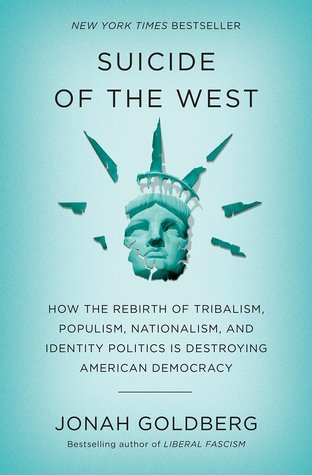 NEW YORK TIMES BESTSELLER
SUICIDE
OF THE WEST
HOW THE REBIRTH OF TRIBALISM,
POPULISM, NATIONALISM, AND
IDENTITY POLITICS IS DESTROYING
AMERICAN DEMOCRACY
JONAH GOLDBERG
Bestselling author of LIBERAL FASCISM